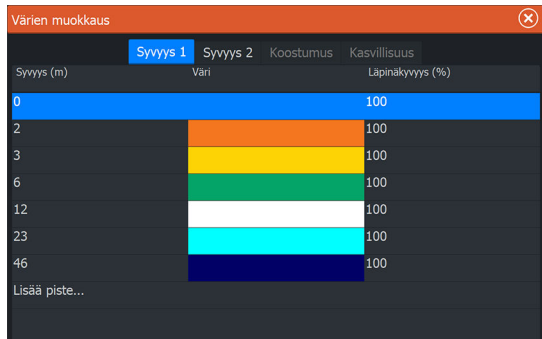 Värien muokkaus
Syvyys 1 Syvyys 2 Koostumus Kasvillisuus
Syvyys (m) Väri Läpinäkyvyys (%)
0 100
2 100
3 100
6 100
12 100
23 100
46 100
Lisää piste...